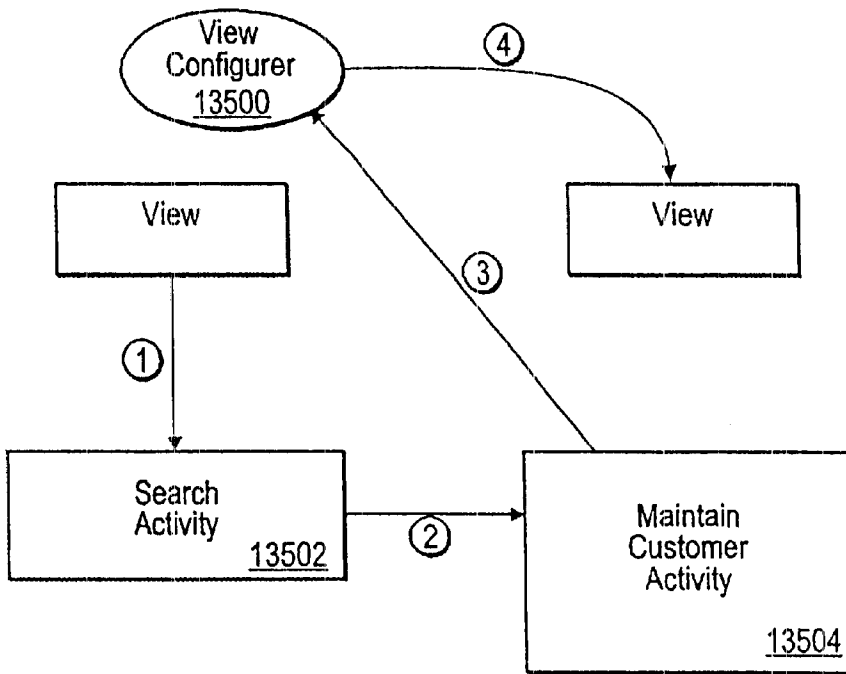 View
Configurer
13500
4
View
View
3
1
Search
Activity
13502
2
Maintain
Customer
Activity
13504